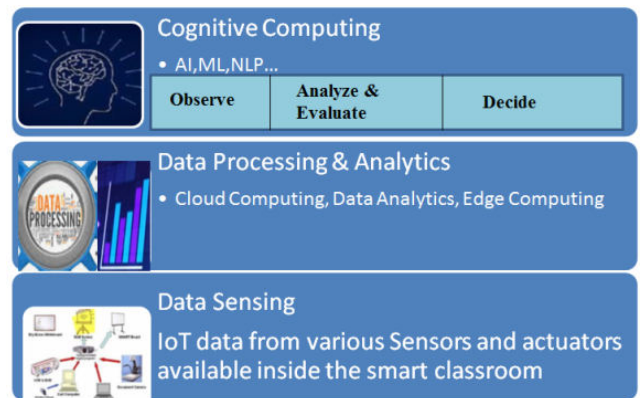 Cognitive Computing
• AI,ML,NLP...
Observe
Analyze &
Evaluate
Decide
Data Processing & Analytics
• Cloud Computing, Data Analytics, Edge Computing
DATA
PROCESSING
Data Sensing
IoT data from various Sensors and actuators
available inside the smart classroom